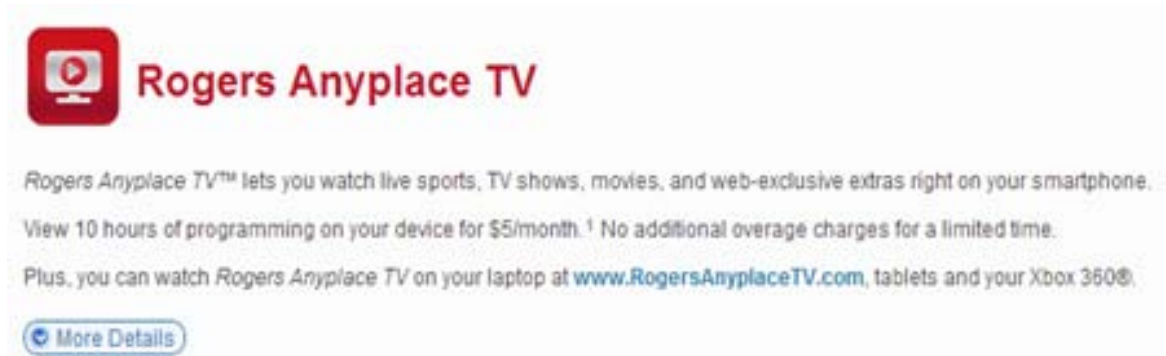 Rogers Anyplace TV
Rogers Anyplace TV™ lets you watch live sports, TV shows, movies, and web-exclusive extras right on your smartphone.
View 10 hours of programming on your device for $5/month.¹ No additional overage charges for a limited time.
Plus, you can watch Rogers Anyplace TV on your laptop at www.RogersAnyplaceTV.com, tablets and your Xbox 360®.
More Details